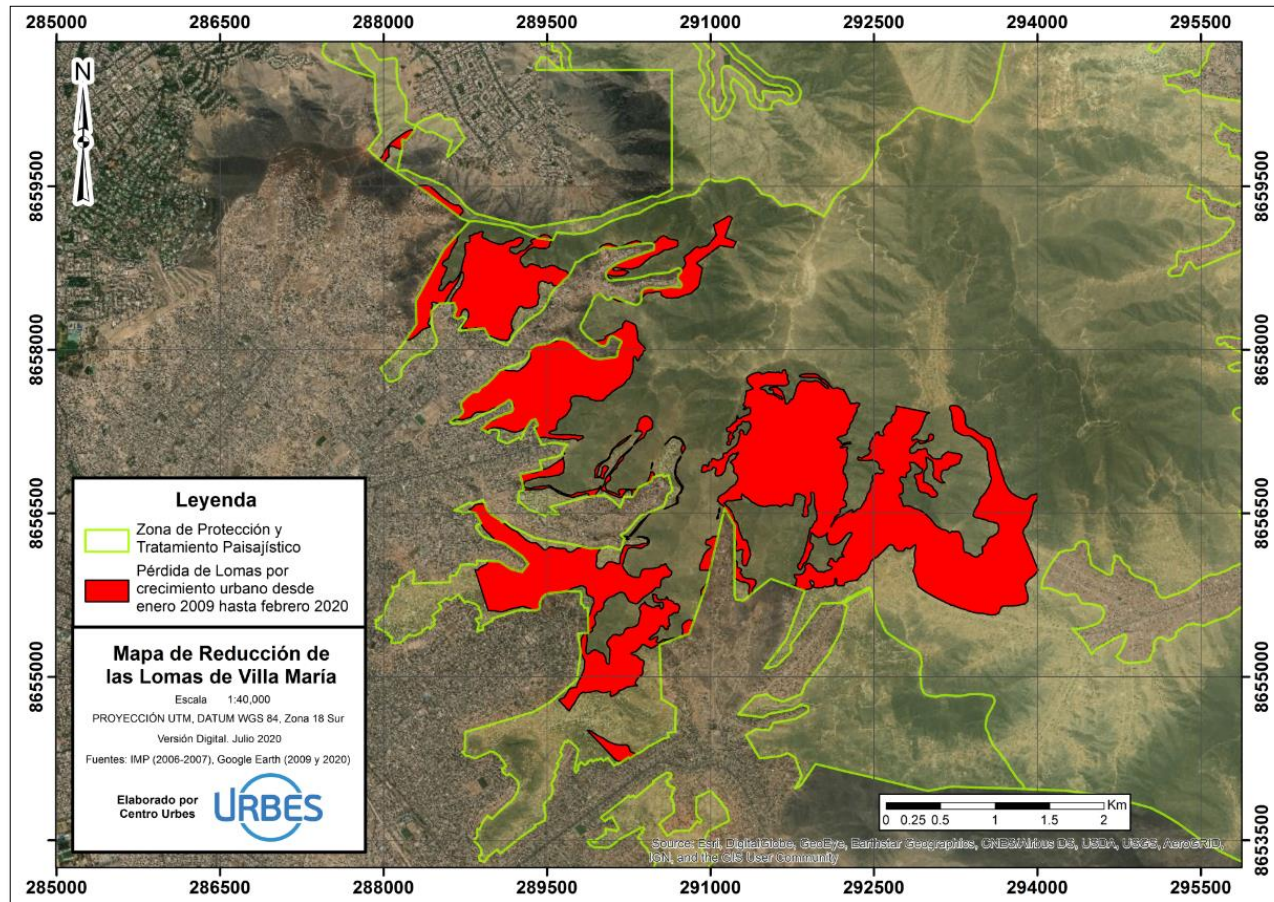 285000 286500 288000 289500 291000 292500 294000 295500
N
8659500 8659500
8658000 8658000
8656500 8656500
8655000 8655000
8653500 8653500
Leyenda
Zona de Protección y
Tratamiento Paisajístico
Pérdida de Lomas por
crecimiento urbano desde
enero 2009 hasta febrero 2020
Mapa de Reducción de
las Lomas de Villa María
Escala 1:40,000
PROYECCIÓN UTM, DATUM WGS 84, Zona 18 Sur
Versión Digital. Julio 2020
Fuentes: IMP (2006-2007), Google Earth (2009 y 2020)
Elaborado por
Centro Urbes
URBES
Km
0 0.25 0.5 1 1.5 2
Source: Esri, DigitalGlobe, GeoEye, Earthstar Geographics, CNES/Airbus DS, USDA, USGS, AeroGRID,
IGN, and the GIS User Community
285000 286500 288000 289500 291000 292500 294000 295500